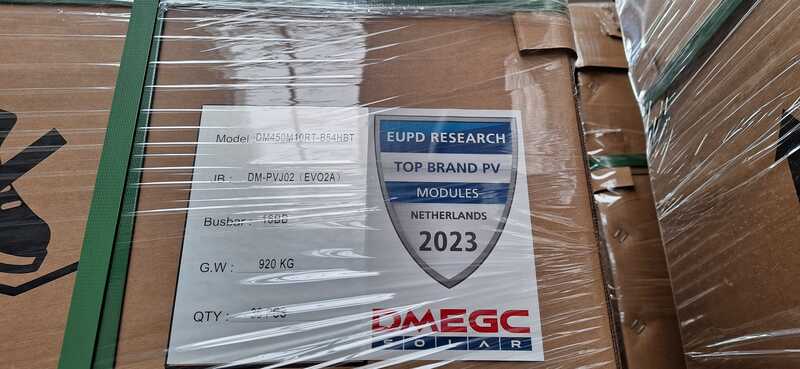 Model : DM450M10RT-B54HBT
JB : DM-PVJ02 (EVO2A)
Busbar : 16BB
G.W : 920 KG
QTY :
EUPD RESEARCH
TOP BRAND PV
MODULES
NETHERLANDS
2023
DMEGC
SOLAR